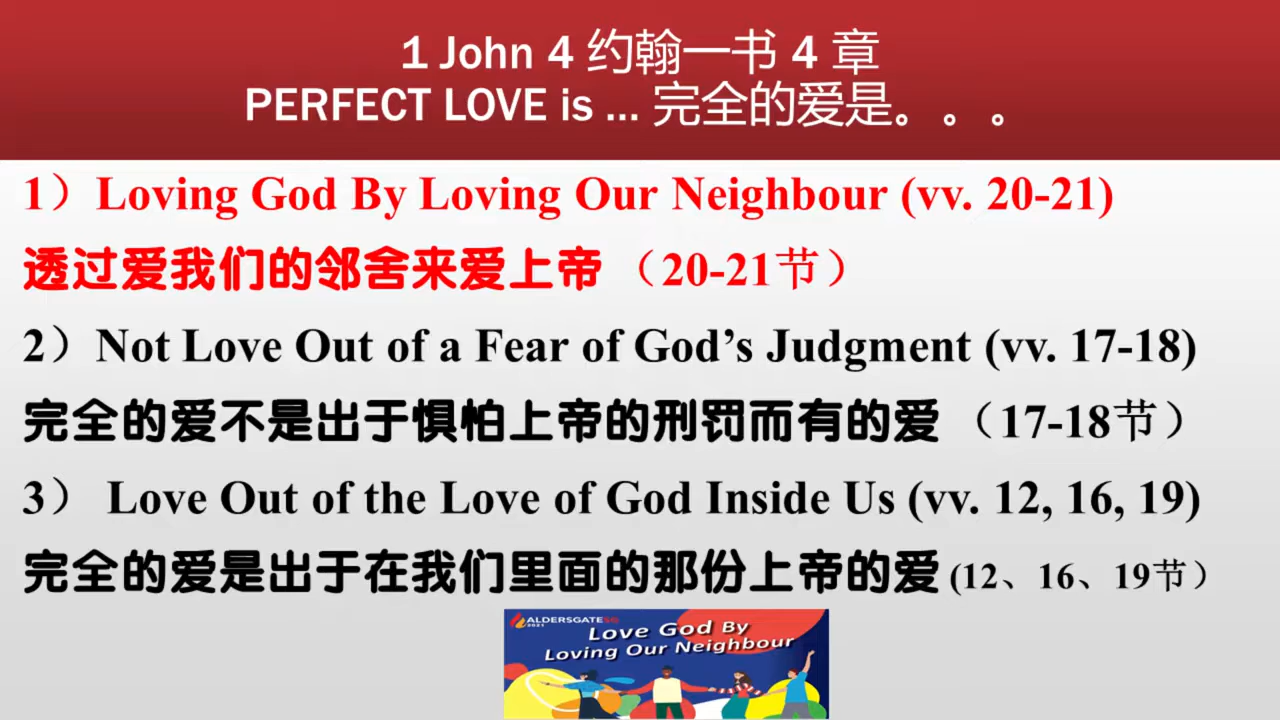 1 John 4 约翰一书 4 章
PERFECT LOVE is ... 完全的爱是。。。
1）Loving God By Loving Our Neighbour (vv. 20-21)
透过爱我们的邻舍来爱上帝（20-21节）
2）Not Love Out of a Fear of God’s Judgment (vv. 17-18)
完全的爱不是出于惧怕上帝的刑罚而有的爱（17-18节）
3） Love Out of the Love of God Inside Us (vv. 12, 16, 19)
完全的爱是出于在我们里面的那份上帝的爱 (12、16、19节）
ALDERSGATESG
2021
Love God By
Loving Our Neighbour